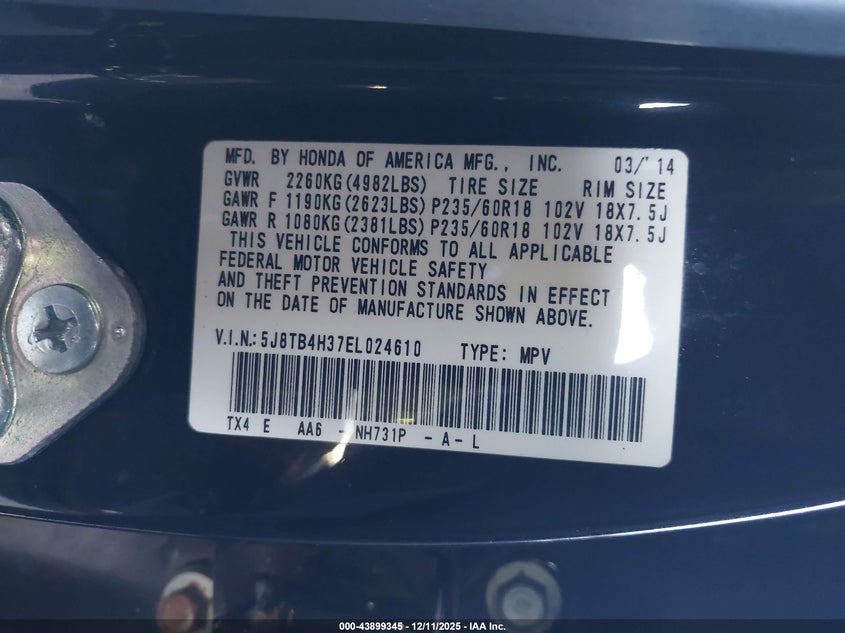 MFD. BY HONDA OF AMERICA MFG., INC. 03/'14
GVWR 2260KG(4982LBS) TIRE SIZE RIM SIZE
GAWR F 1190KG(2623LBS) P235/60R18 102V 18X7.5J
GAWR R 1080KG(2381LBS) P235/60R18 102V 18X7.5J
THIS VEHICLE CONFORMS TO ALL APPLICABLE
FEDERAL MOTOR VEHICLE SAFETY
AND THEFT PREVENTION STANDARDS IN EFFECT
ON THE DATE OF MANUFACTURE SHOWN ABOVE.
V.I.N.: 5J8TB4H37EL024610 TYPE: MPV
TX4 E AA6 - NH731P - A - L
000-43899345 - 12/11/2025 - IAA Inc.